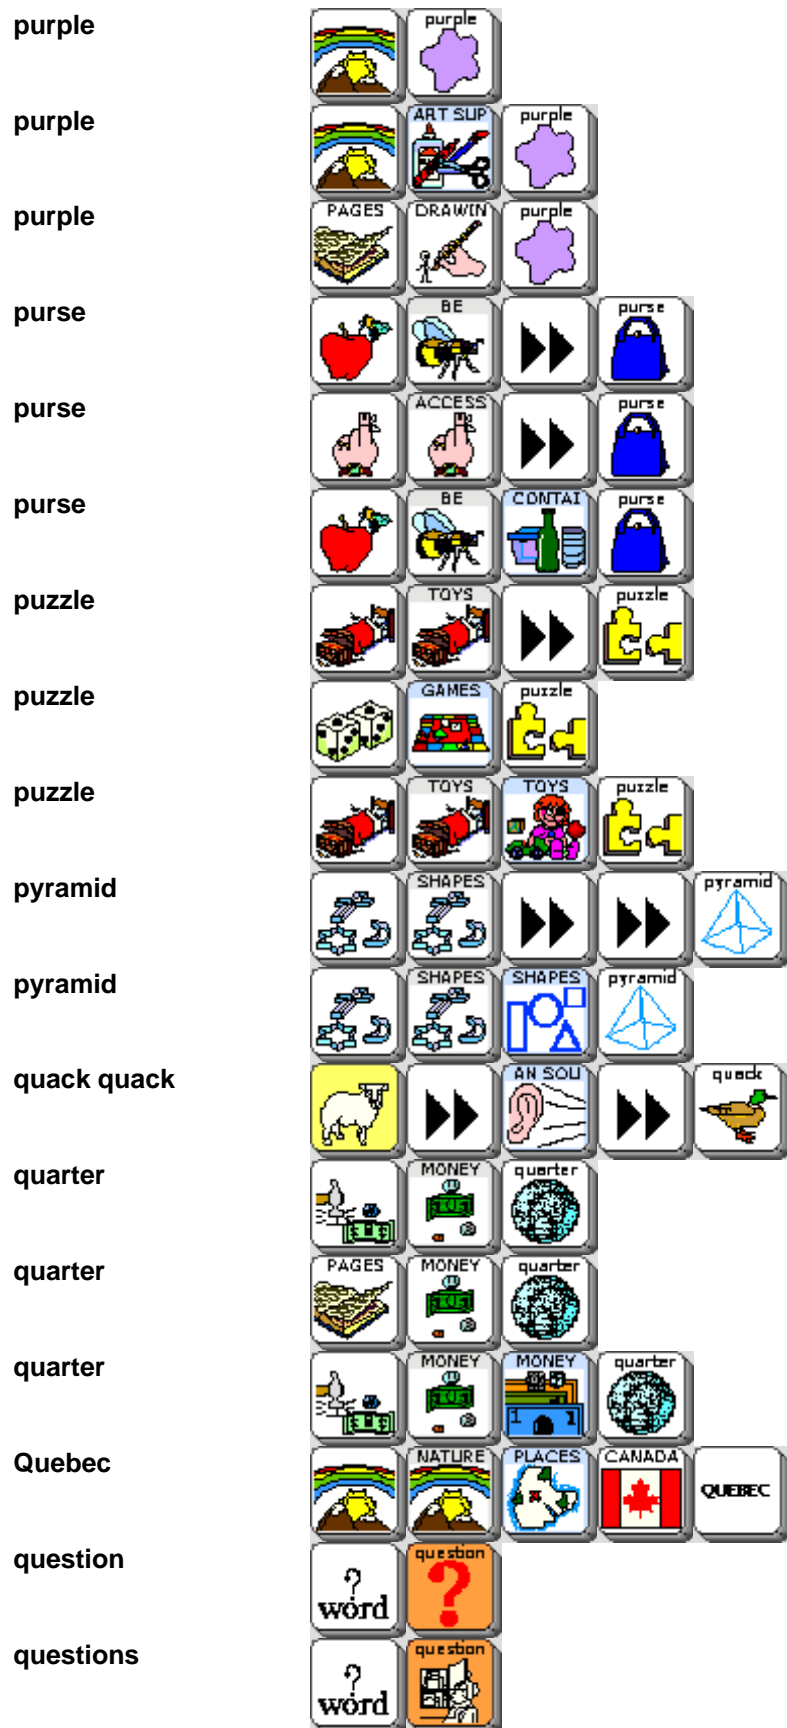 purple purple
purple ART SUP purple
purple PAGES DRAWIN purple
purse BE purse
purse ACCESS purse
purse BE CONTAI purse
puzzle TOYS puzzle
puzzle GAMES puzzle
puzzle TOYS TOYS puzzle
pyramid SHAPES pyramid
pyramid SHAPES SHAPES pyramid
quack quack AN SOU quack
quarter MONEY quarter
quarter PAGES MONEY quarter
quarter MONEY MONEY 1 1 quarter
Quebec NATURE PLACES CANADA QUEBEC
question ? word question ?
questions ? word question